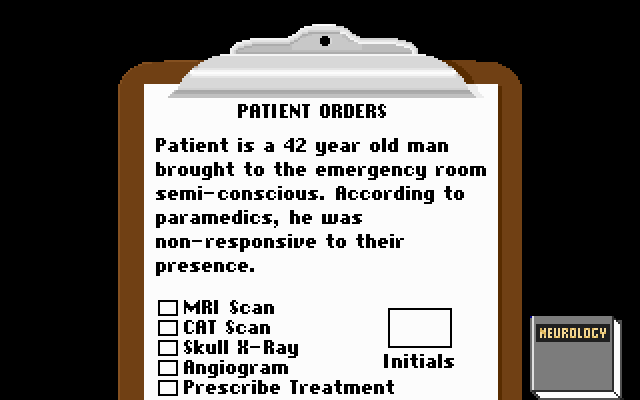 PATIENT ORDERS
Patient is a 42 year old man
brought to the emergency room
semi-conscious. According to
paramedics, he was
non-responsive to their
presence.
MRI Scan
CAT Scan
Skull X-Ray
Angiogram
Prescribe Treatment
Initials
NEUROLOGY